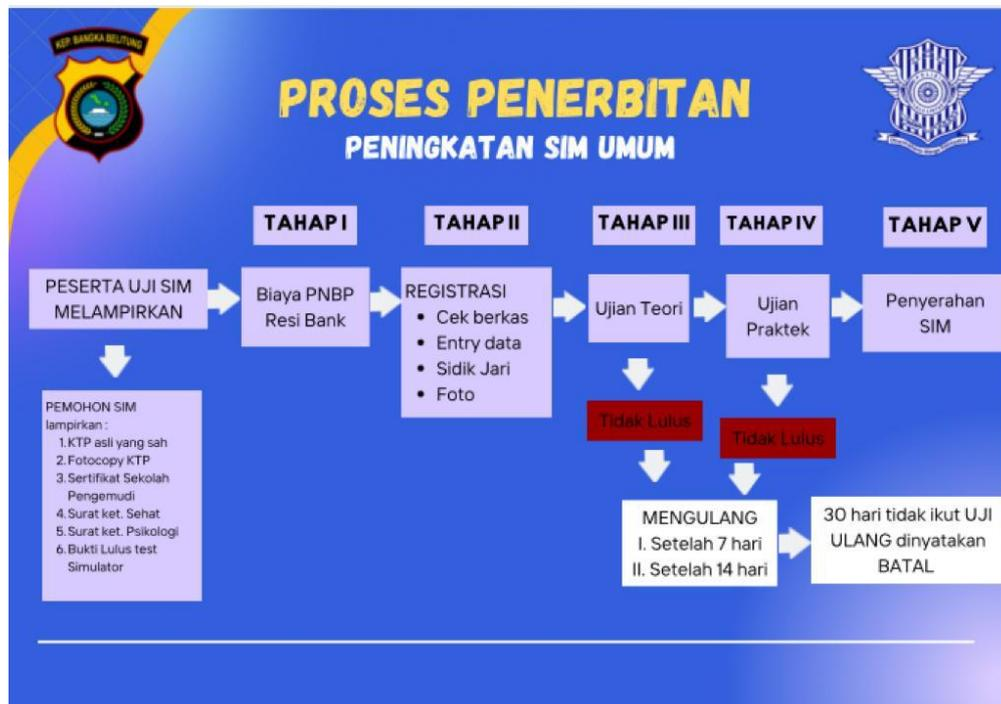 KEP. BANGKA BELITUNG
PROSES PENERBITAN
PENINGKATAN SIM UMUM
TAHAP I
TAHAP II
TAHAP III
TAHAP IV
TAHAP V
PESERTA UJI SIM
MELAMPIRKAN
Biaya PNBP
Resi Bank
REGISTRASI
• Cek berkas
• Entry data
• Sidik Jari
• Foto
Ujian Teori
Ujian
Praktek
Penyerahan
SIM
PEMOHON SIM
lampirkan :
1. KTP asli yang sah
2. Fotocopy KTP
3. Sertifikat Sekolah
Pengemudi
4. Surat ket. Sehat
5. Surat ket. Psikologi
6. Bukti Lulus test
Simulator
Tidak Lulus
Tidak Lulus
MENGULANG
I. Setelah 7 hari
II. Setelah 14 hari
30 hari tidak ikut UJI
ULANG dinyatakan
BATAL